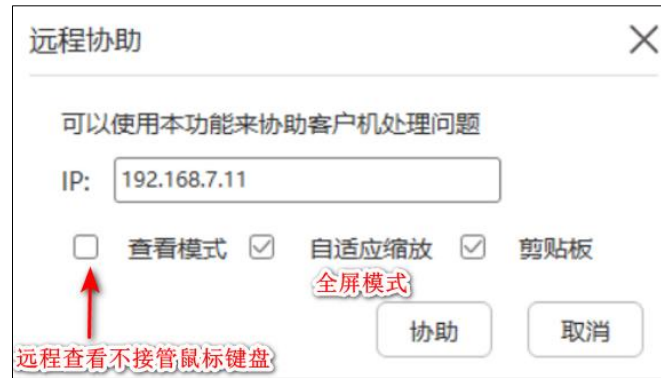 远程协助
可以使用本功能来协助客户机处理问题
IP: 192.168.7.11
查看模式 自适应缩放 剪贴板
全屏模式
协助 取消
远程查看不接管鼠标键盘